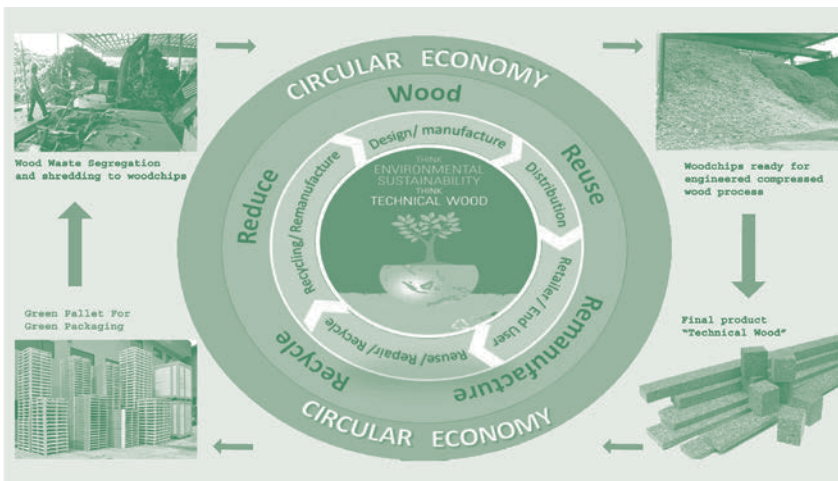 CIRCULAR ECONOMY
Wood
Reduce
Reuse
Recycle
Remanufacture
Design/ manufacture
Distribution
Retailer/ End User
Reuse/ Repair/ Recycle
Recycling/ Remanufacture
THINK
ENVIRONMENTAL
SUSTAINABILITY
THINK
TECHNICAL WOOD
Wood Waste Segregation
and shredding to woodchips
Woodchips ready for
engineered compressed
wood process
Green Pallet For
Green Packaging
Final product
"Technical Wood"
CIRCULAR ECONOMY